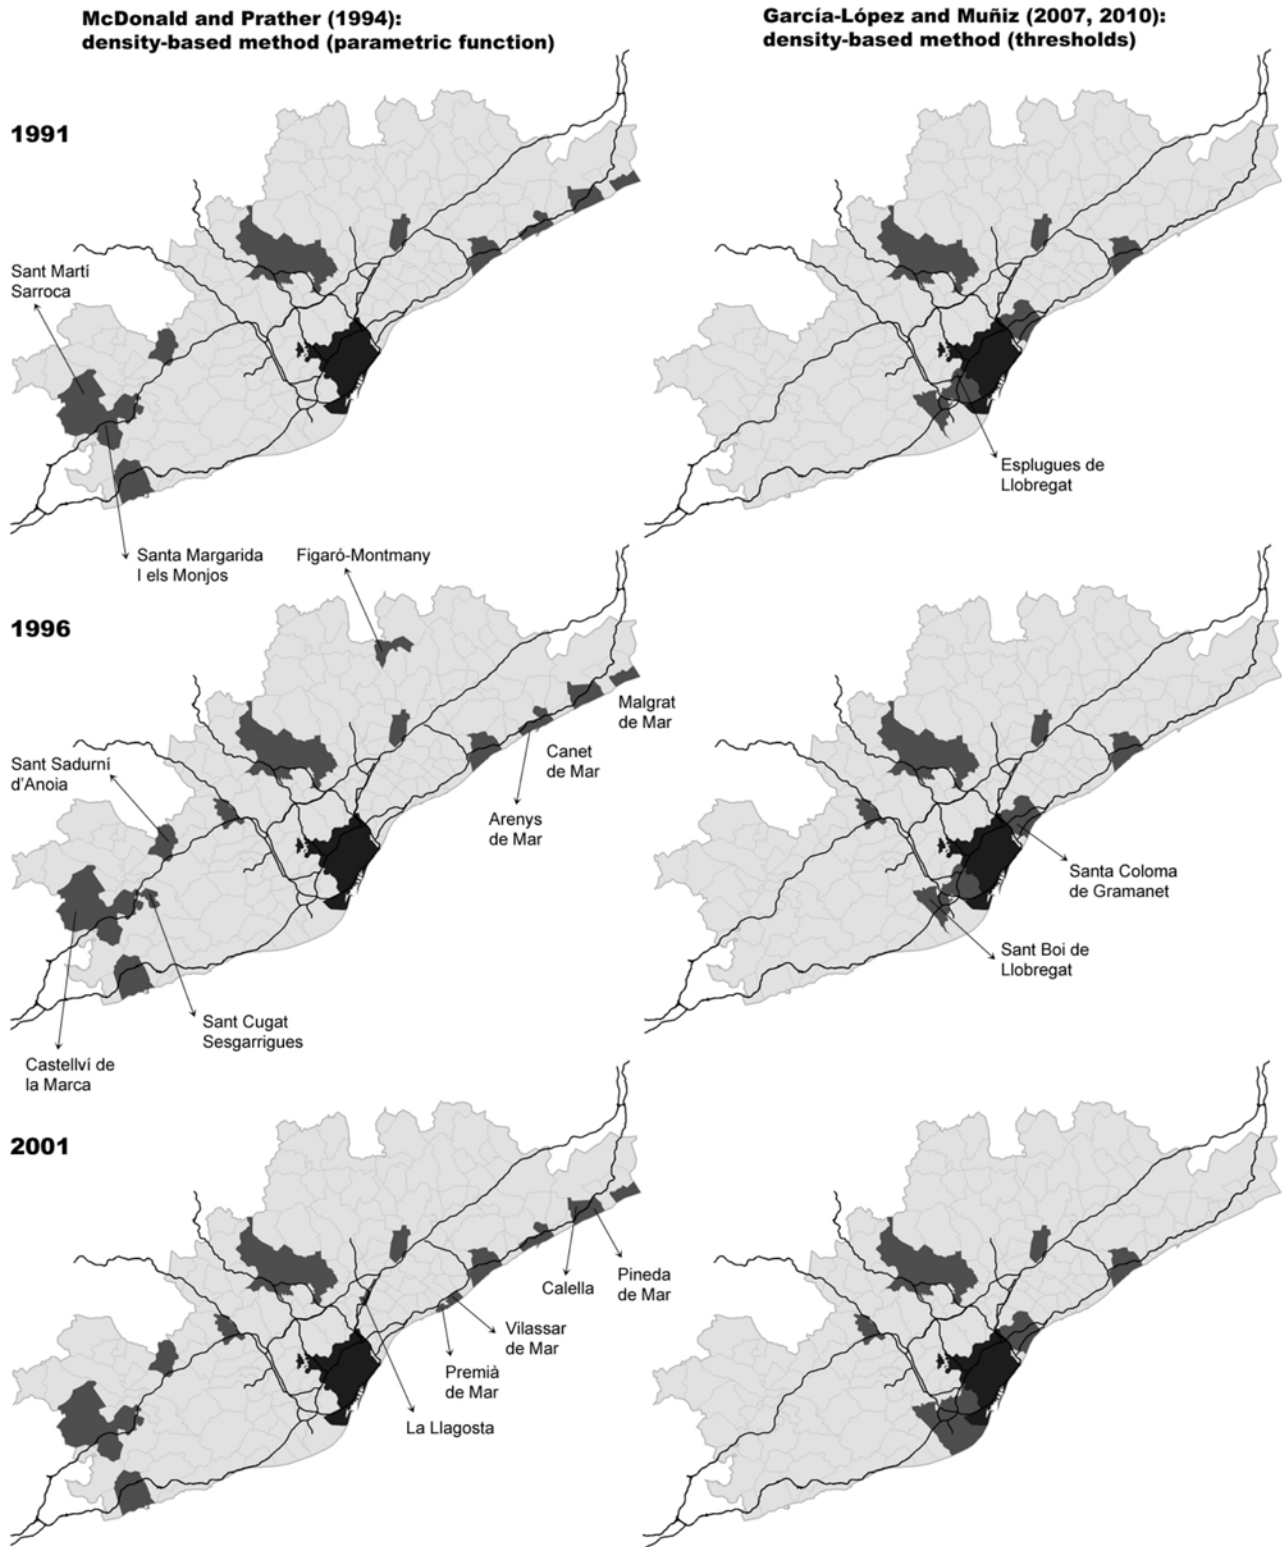 McDonald and Prather (1994):
density-based method (parametric function)
García-López and Muñiz (2007, 2010):
density-based method (thresholds)
1991
Sant Martí
Sarroca
Santa Margarida
I els Monjos
Esplugues de
Llobregat
Figaró-Montmany
1996
Malgrat
de Mar
Canet
de Mar
Arenys
de Mar
Sant Sadurní
d'Anoia
Sant Cugat
Sesgarrigues
Castellví de
la Marca
Santa Coloma
de Gramanet
Sant Boi de
Llobregat
2001
Calella
Pineda
de Mar
Vilassar
de Mar
Premià
de Mar
La Llagosta